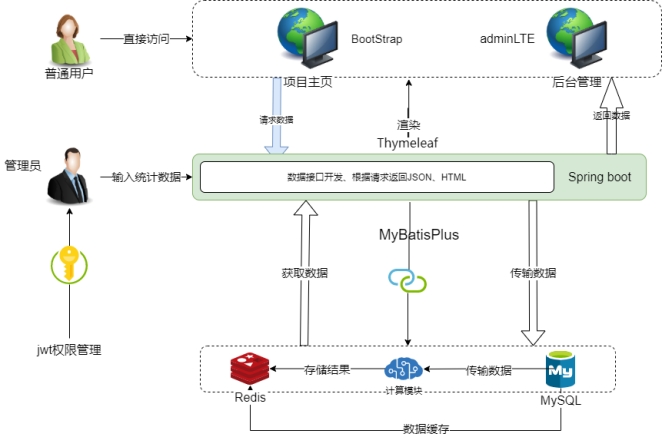 直接访问
BootStrap
adminLTE
普通用户
项目主页
后台管理
请求数据
渲染
返回数据
Thymeleaf
管理员
输入统计数据
数据接口开发、根据请求返回JSON、HTML
Spring boot
MyBatisPlus
获取数据
传输数据
jwt权限管理
存储结果
传输数据
My
Redis
计算模块
MySQL
数据缓存